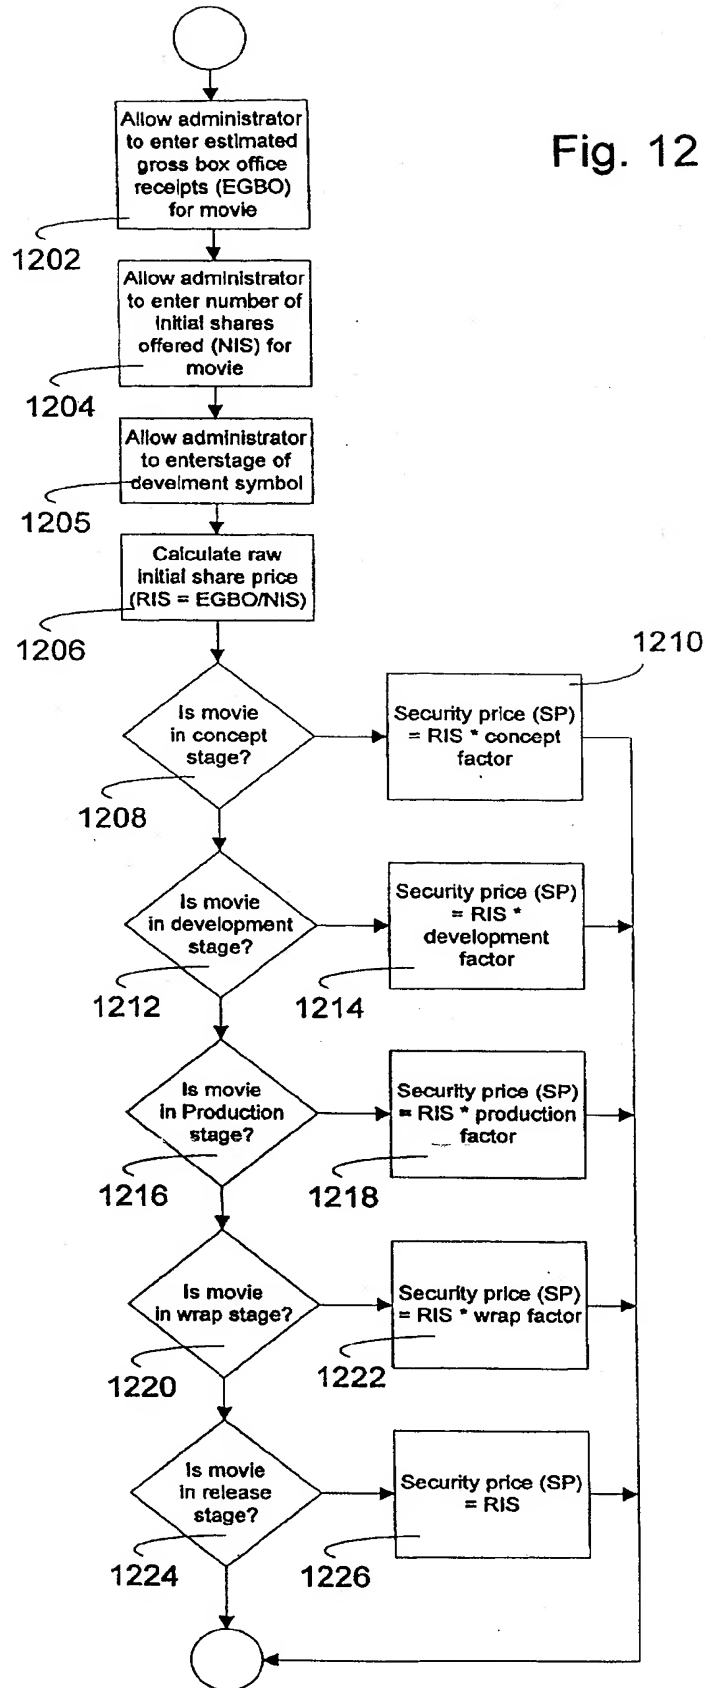 Fig. 12
Allow administrator
to enter estimated
gross box office
receipts (EGBO)
for movie
1202
Allow administrator
to enter number of
initial shares
offered (NIS) for
movie
1204
Allow administrator
to enterstage of
develment symbol
1205
Calculate raw
initial share price
(RIS = EGBO/NIS)
1206
Is movie
in concept
stage?
1208
Security price (SP)
= RIS * concept
factor
1210
Is movie
in development
stage?
1212
Security price (SP)
= RIS *
development
factor
1214
Is movie
in Production
stage?
1216
Security price (SP)
= RIS * production
factor
1218
Is movie
in wrap stage?
1220
Security price (SP)
= RIS * wrap factor
1222
Is movie
in release
stage?
1224
Security price (SP)
= RIS
1226